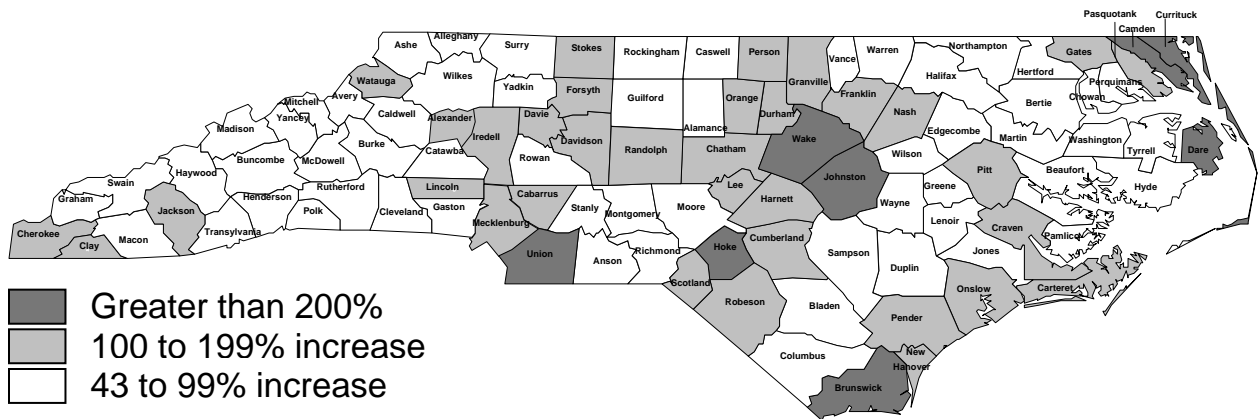 Pasquotank
Currituck
Camden
Ashe
Alleghany
Surry
Stokes
Rockingham
Caswell
Person
Granville
Vance
Warren
Northampton
Gates
Hertford
Halifax
Watauga
Wilkes
Yadkin
Forsyth
Guilford
Orange
Durham
Franklin
Nash
Bertie
Perquimans
Chowan
Mitchell
Avery
Yancey
Caldwell
Alexander
Iredell
Davie
Davidson
Alamance
Madison
Burke
Catawba
Rowan
Randolph
Chatham
Wake
Edgecombe
Martin
Washington
Tyrrell
Dare
Buncombe
McDowell
Haywood
Swain
Graham
Wilson
Johnston
Pitt
Beaufort
Hyde
Henderson
Rutherford
Polk
Cleveland
Lincoln
Gaston
Cabarrus
Stanly
Montgomery
Moore
Lee
Harnett
Wayne
Greene
Jackson
Transylvania
Macon
Cherokee
Clay
Mecklenburg
Lenoir
Craven
Pamlico
Union
Anson
Richmond
Hoke
Cumberland
Sampson
Duplin
Jones
Scotland
Robeson
Bladen
Onslow
Carteret
Pender
New
Hanover
Columbus
Brunswick
Greater than 200%
100 to 199% increase
43 to 99% increase